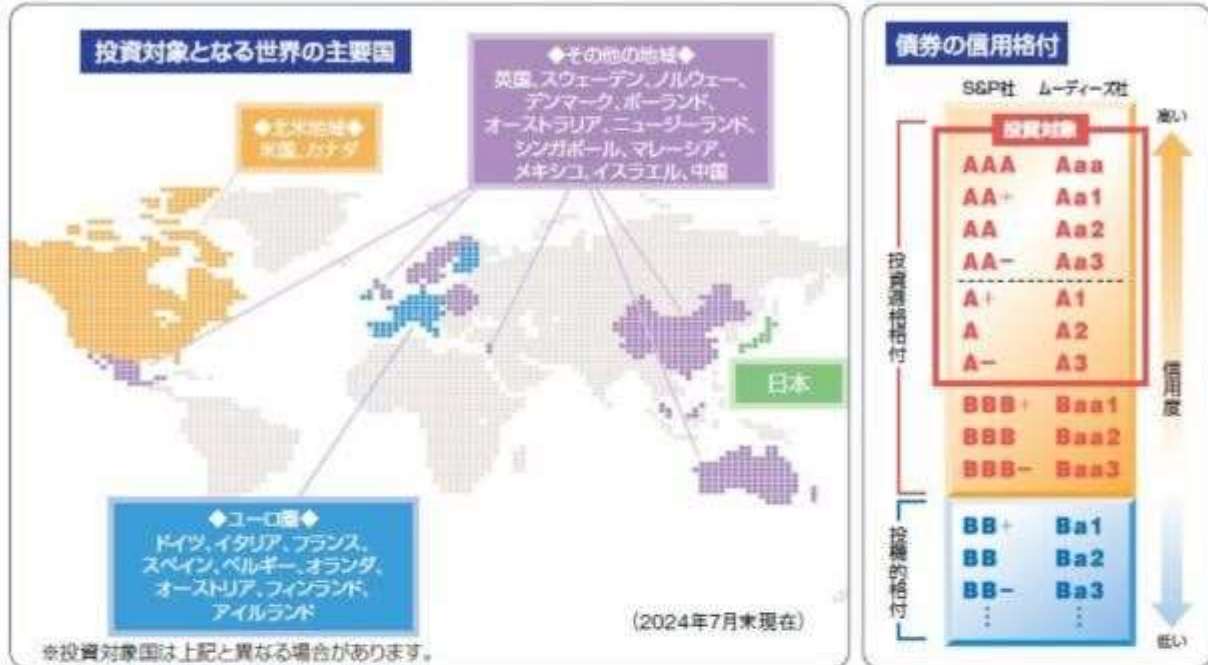 投資対象となる世界の主要国
◆北米地域◆
米国、カナダ
◆その他の地域◆
英国、スウェーデン、ノルウェー、
デンマーク、ポーランド、
オーストラリア、ニュージーランド、
シンガポール、マレーシア、
メキシコ、イスラエル、中国
日本
◆ユーロ圏◆
ドイツ、イタリア、フランス、
スペイン、ベルギー、オランダ、
オーストリア、フィンランド、
アイルランド
(2024年7月末現在)
※投資対象国は上記と異なる場合があります。
債券の信用格付
S&P社 ムーディーズ社
投資対象
AAA Aaa
AA+ Aa1
AA Aa2
AA- Aa3
A+ A1
A A2
A- A3
BBB+ Baa1
BBB Baa2
BBB- Baa3
BB+ Ba1
BB Ba2
BB- Ba3
⋮ ⋮
投資適格格付
投機的格付
高い
信用度
低い